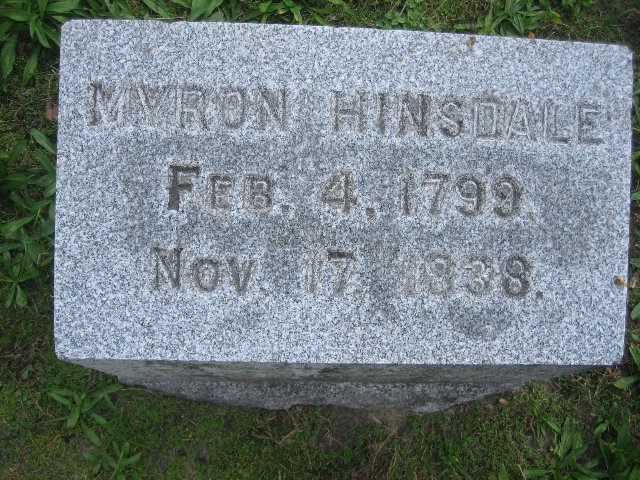 MYRON HINSDALE
FEB. 4. 1799.
NOV. 17. 1838.